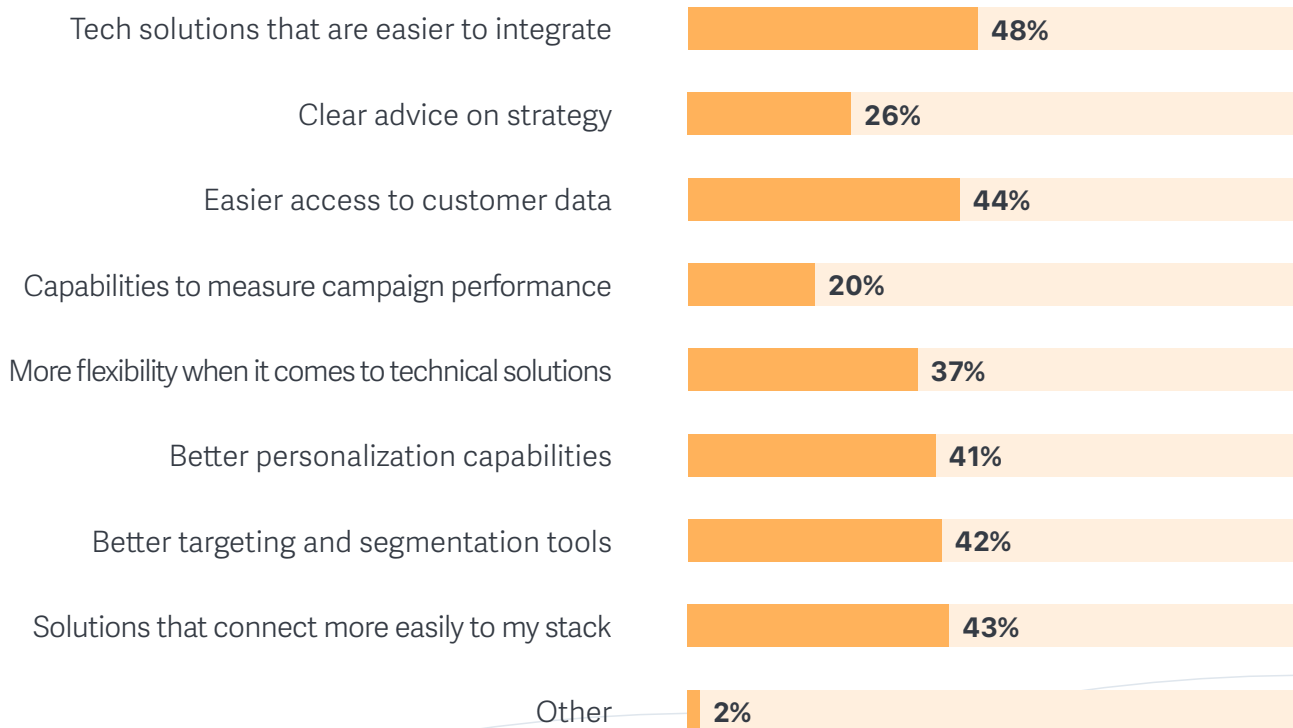 Tech solutions that are easier to integrate 48%
Clear advice on strategy 26%
Easier access to customer data 44%
Capabilities to measure campaign performance 20%
More flexibility when it comes to technical solutions 37%
Better personalization capabilities 41%
Better targeting and segmentation tools 42%
Solutions that connect more easily to my stack 43%
Other 2%